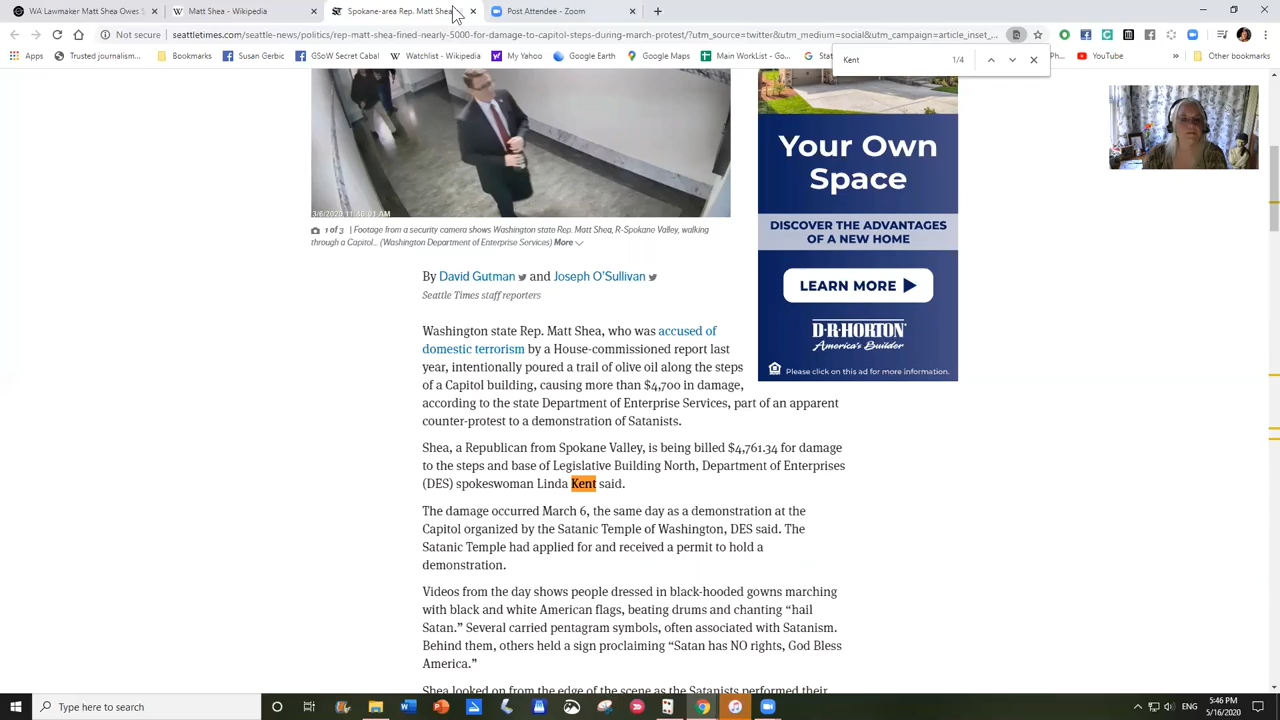 WA Lawmaker Matt Shea Owes S
Matt Shea - Wikipedia
Spokane-area Rep. Matt Shea
Post Attendee - Zoom
Not secure
seattletimes.com/seattle-news/politics/rep-matt-shea-fined-nearly-5000-for-damage-to-capitol-steps-during-march-protest/?utm_source=twitter&utm_medium=social&utm_campaign=article_inset_...
Apps
Trusted journalism...
Bookmarks
Susan Gerbic
GSoW Secret Cabal
Watchlist - Wikipedia
My Yahoo
Google Earth
Google Maps
Main WorkList - Go...
YouTube
»
Other bookmarks
Kent
1/4
3/6/2020 11:56:01 AM
1 of 3 | Footage from a security camera shows Washington state Rep. Matt Shea, R-Spokane Valley, walking
through a Capitol... (Washington Department of Enterprise Services) More
By David Gutman and Joseph O'Sullivan
Seattle Times staff reporters
Washington state Rep. Matt Shea, who was accused of
domestic terrorism by a House-commissioned report last
year, intentionally poured a trail of olive oil along the steps
of a Capitol building, causing more than $4,700 in damage,
according to the state Department of Enterprise Services, part of an apparent
counter-protest to a demonstration of Satanists.
Shea, a Republican from Spokane Valley, is being billed $4,761.34 for damage
to the steps and base of Legislative Building North, Department of Enterprises
(DES) spokeswoman Linda Kent said.
The damage occurred March 6, the same day as a demonstration at the
Capitol organized by the Satanic Temple of Washington, DES said. The
Satanic Temple had applied for and received a permit to hold a
demonstration.
Videos from the day shows people dressed in black-hooded gowns marching
with black and white American flags, beating drums and chanting “hail
Satan.” Several carried pentagram symbols, often associated with Satanism.
Behind them, others held a sign proclaiming “Satan has NO rights, God Bless
America.”
Shea looked on from the edge of the scene as the Satanists performed their
Your Own
Space
DISCOVER THE ADVANTAGES
OF A NEW HOME
LEARN MORE
D·R·HORTON
America's Builder
Please click on this ad for more information.
Type here to search
ENG
5:46 PM
5/16/2020